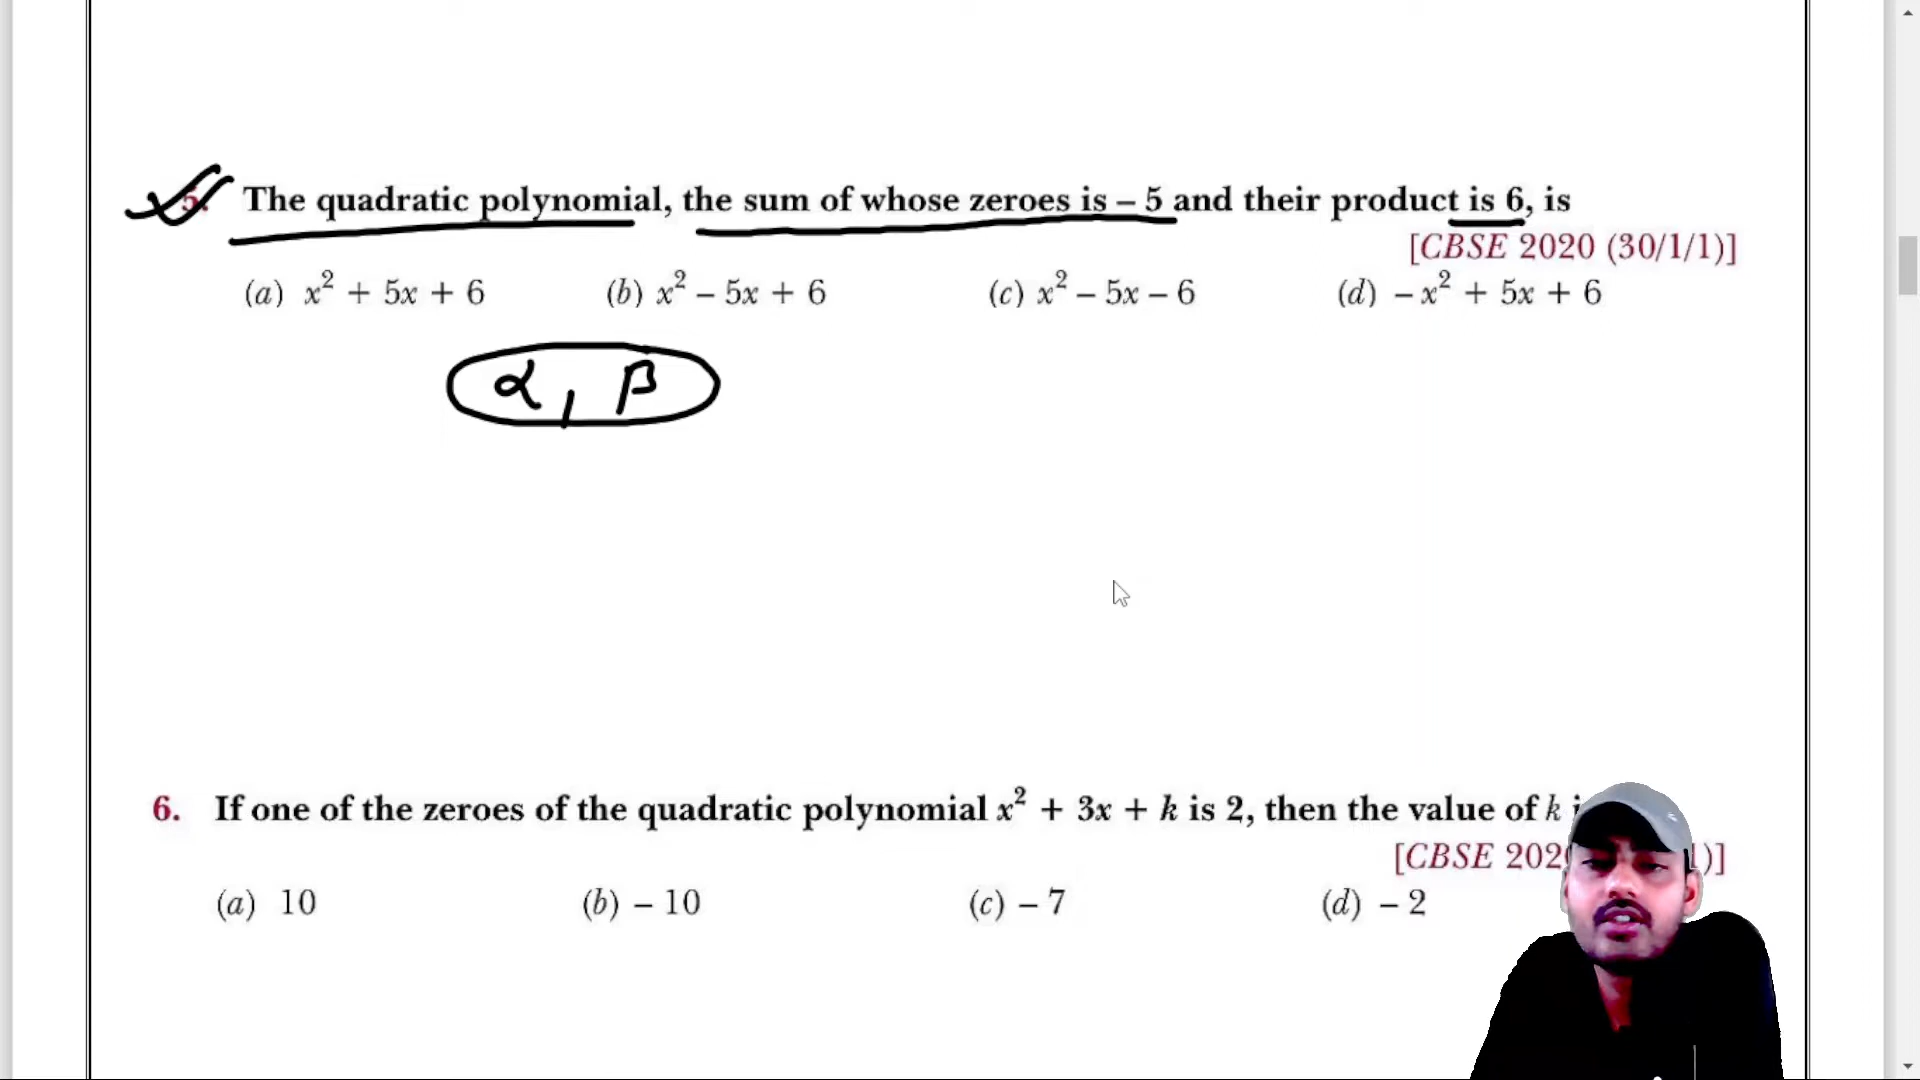 5. The quadratic polynomial, the sum of whose zeroes is – 5 and their product is 6, is
[CBSE 2020 (30/1/1)]
(a) x² + 5x + 6 (b) x² – 5x + 6 (c) x² – 5x – 6 (d) – x² + 5x + 6
α, β
6. If one of the zeroes of the quadratic polynomial x² + 3x + k is 2, then the value of k
[CBSE 1)]
(a) 10 (b) – 10 (c) – 7 (d) – 2